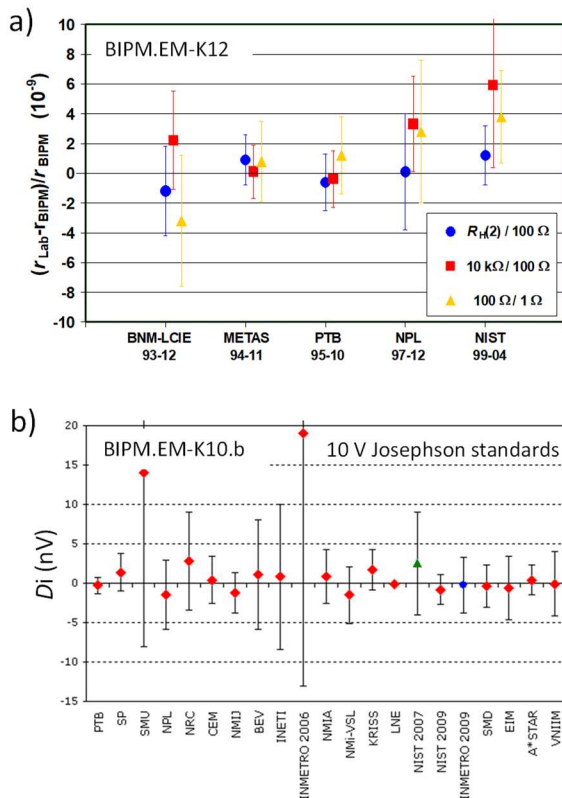 a)
BIPM.EM-K12
(r Lab-rBIPM)/r BIPM (10-9)
10
8
6
4
2
0
-2
-4
-6
-8
-10
RH(2) / 100 Ω
10 kΩ/ 100 Ω
100 Ω/ 1 Ω
BNM-LCIE METAS PTB NPL NIST
93-12 94-11 95-10 97-12 99-04
b)
BIPM.EM-K10.b 10 V Josephson standards
Di (nV)
20
15
10
5
0
-5
-10
-15
PTB
SP
SMU
NPL
NRC
CEM
NMIJ
BEV
INETI
INMETRO 2006
NMIA
NMi-VSL
KRISS
LNE
NIST 2007
NIST 2009
INMETRO 2009
SMD
EIM
A*STAR
VNIIM